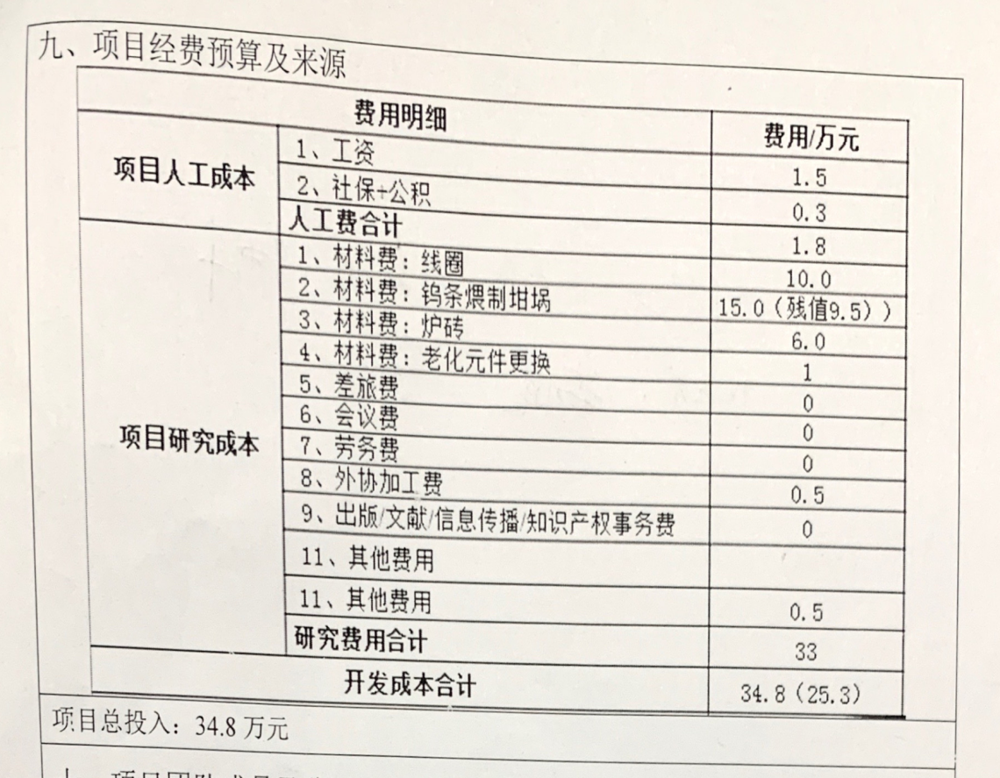 九、项目经费预算及来源
费用明细 费用/万元
项目人工成本 1、工资 1.5
2、社保+公积 0.3
人工费合计 1.8
项目研究成本 1、材料费：线圈 10.0
2、材料费：钨条煨制坩埚 15.0（残值9.5））
3、材料费：炉砖 6.0
4、材料费：老化元件更换 1
5、差旅费 0
6、会议费 0
7、劳务费 0
8、外协加工费 0.5
9、出版/文献/信息传播/知识产权事务费 0
11、其他费用
11、其他费用 0.5
研究费用合计 33
开发成本合计 34.8（25.3）
项目总投入：34.8 万元